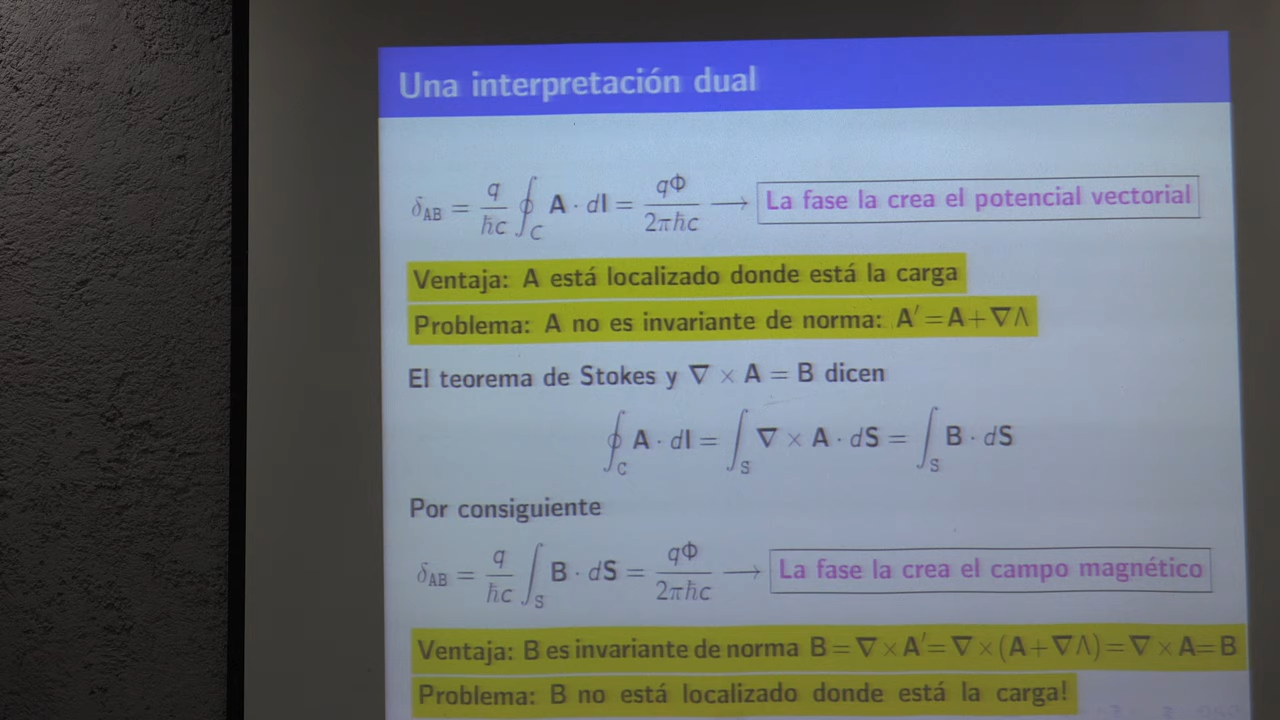 Una interpretación dual
δ_AB = q/ħc ∮_C A · dl = qΦ/2πħc ⟶ La fase la crea el potencial vectorial
Ventaja: A está localizado donde está la carga
Problema: A no es invariante de norma: A′=A+∇Λ
El teorema de Stokes y ∇ × A = B dicen
∮_C A · dl = ∫_S ∇ × A · dS = ∫_S B · dS
Por consiguiente
δ_AB = q/ħc ∫_S B · dS = qΦ/2πħc ⟶ La fase la crea el campo magnético
Ventaja: B es invariante de norma B=∇×A′=∇×(A+∇Λ)=∇×A=B
Problema: B no está localizado donde está la carga!